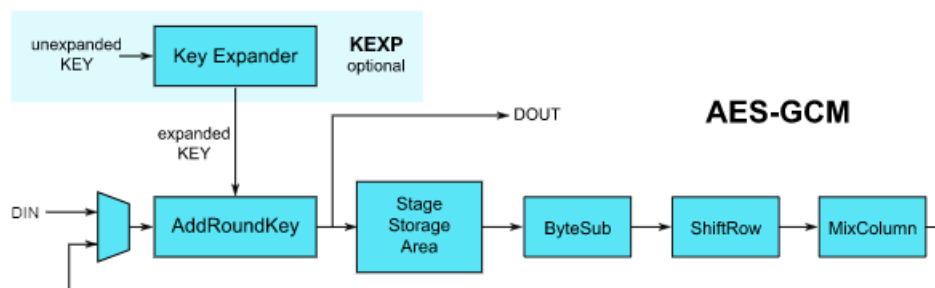 unexpanded
KEY
Key Expander
KEXP
optional
expanded
KEY
DOUT
AES-GCM
DIN
AddRoundKey
Stage
Storage
Area
ByteSub
ShiftRow
MixColumn